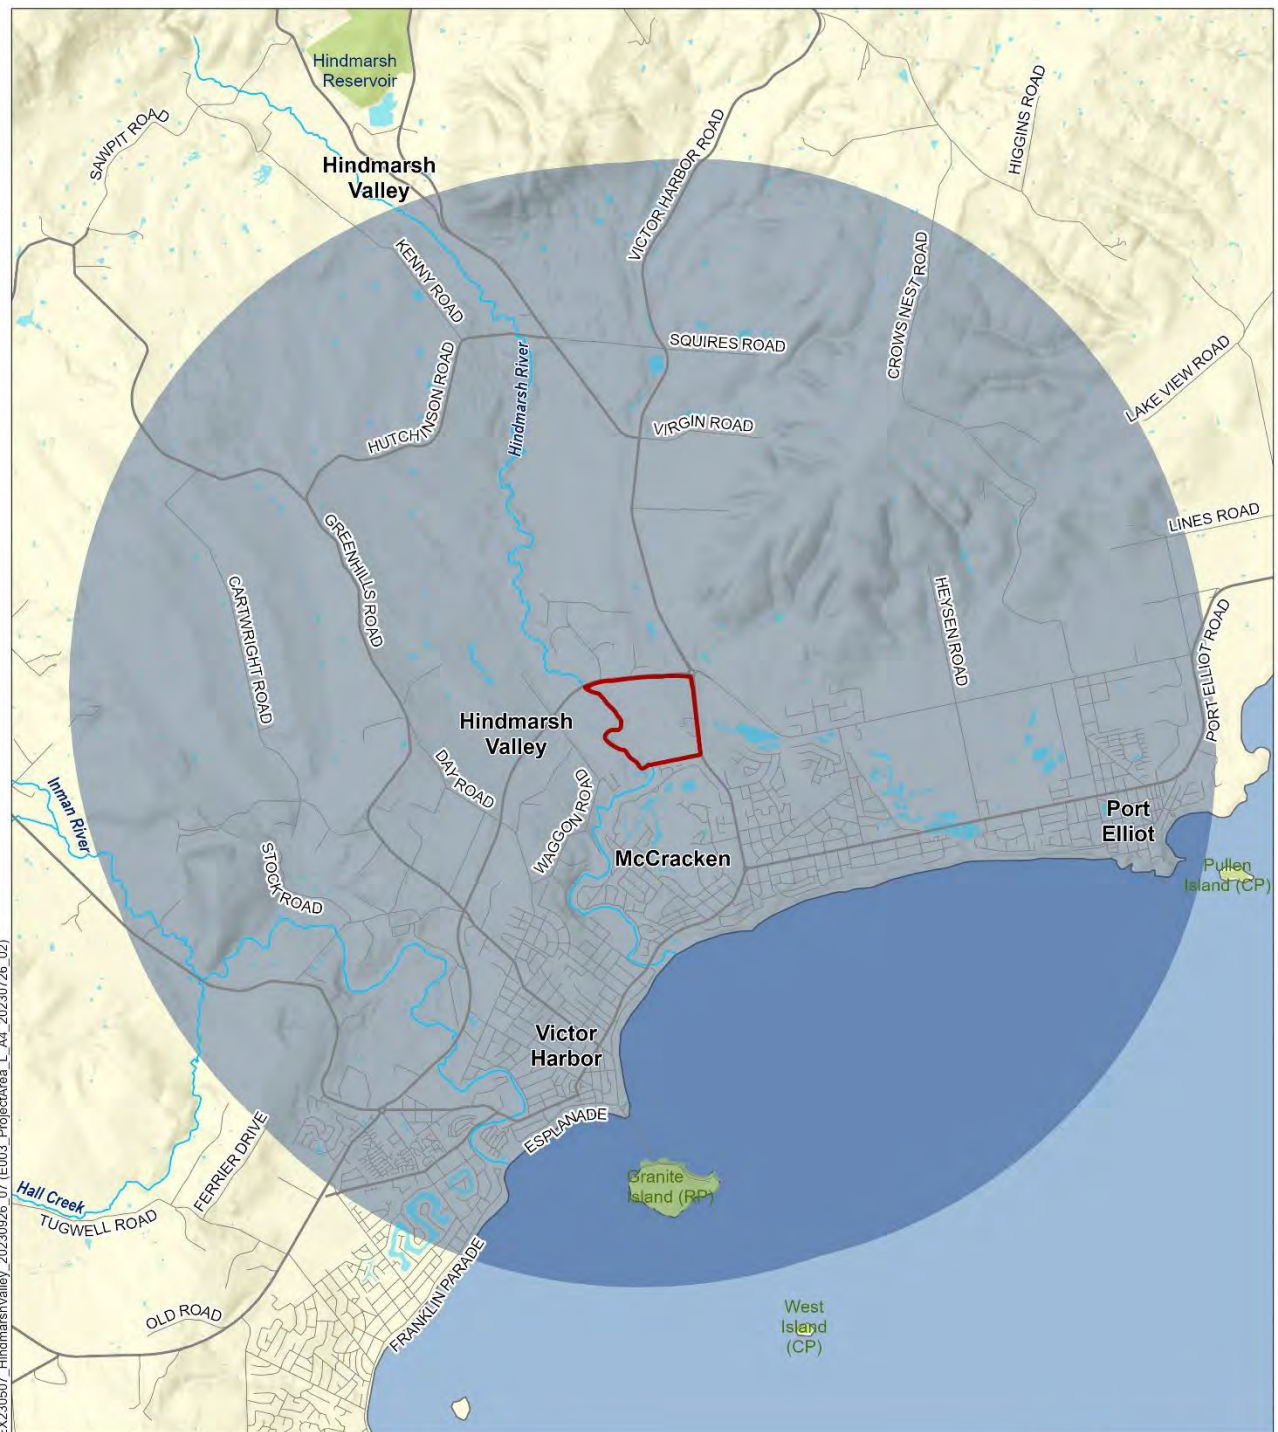 Hindmarsh
Reservoir
SAWPIT ROAD
Hindmarsh
Valley
VICTOR HARBOR ROAD
HIGGINS ROAD
KENNY ROAD
CROWS NEST ROAD
SQUIRES ROAD
HUTCHINSON ROAD
Hindmarsh River
LAKE VIEW ROAD
VIRGIN ROAD
LINES ROAD
GREENHILLS ROAD
CARTWRIGHT ROAD
HEYSEN ROAD
PORT ELLIOT ROAD
Hindmarsh
Valley
DAY ROAD
WAGGON ROAD
Inman River
Port
Elliot
McCracken
STOCK ROAD
Pullen
Island (CP)
Victor
Harbor
ESPLANADE
FERRIER DRIVE
Granite
Island (RP)
Hall Creek
TUGWELL ROAD
FRANKLIN PARADE
OLD ROAD
West
Island
(CP)
EX230507_HindmarshValley_20230926_07 (E003_ProjectArea_L_A4_20230726_02)